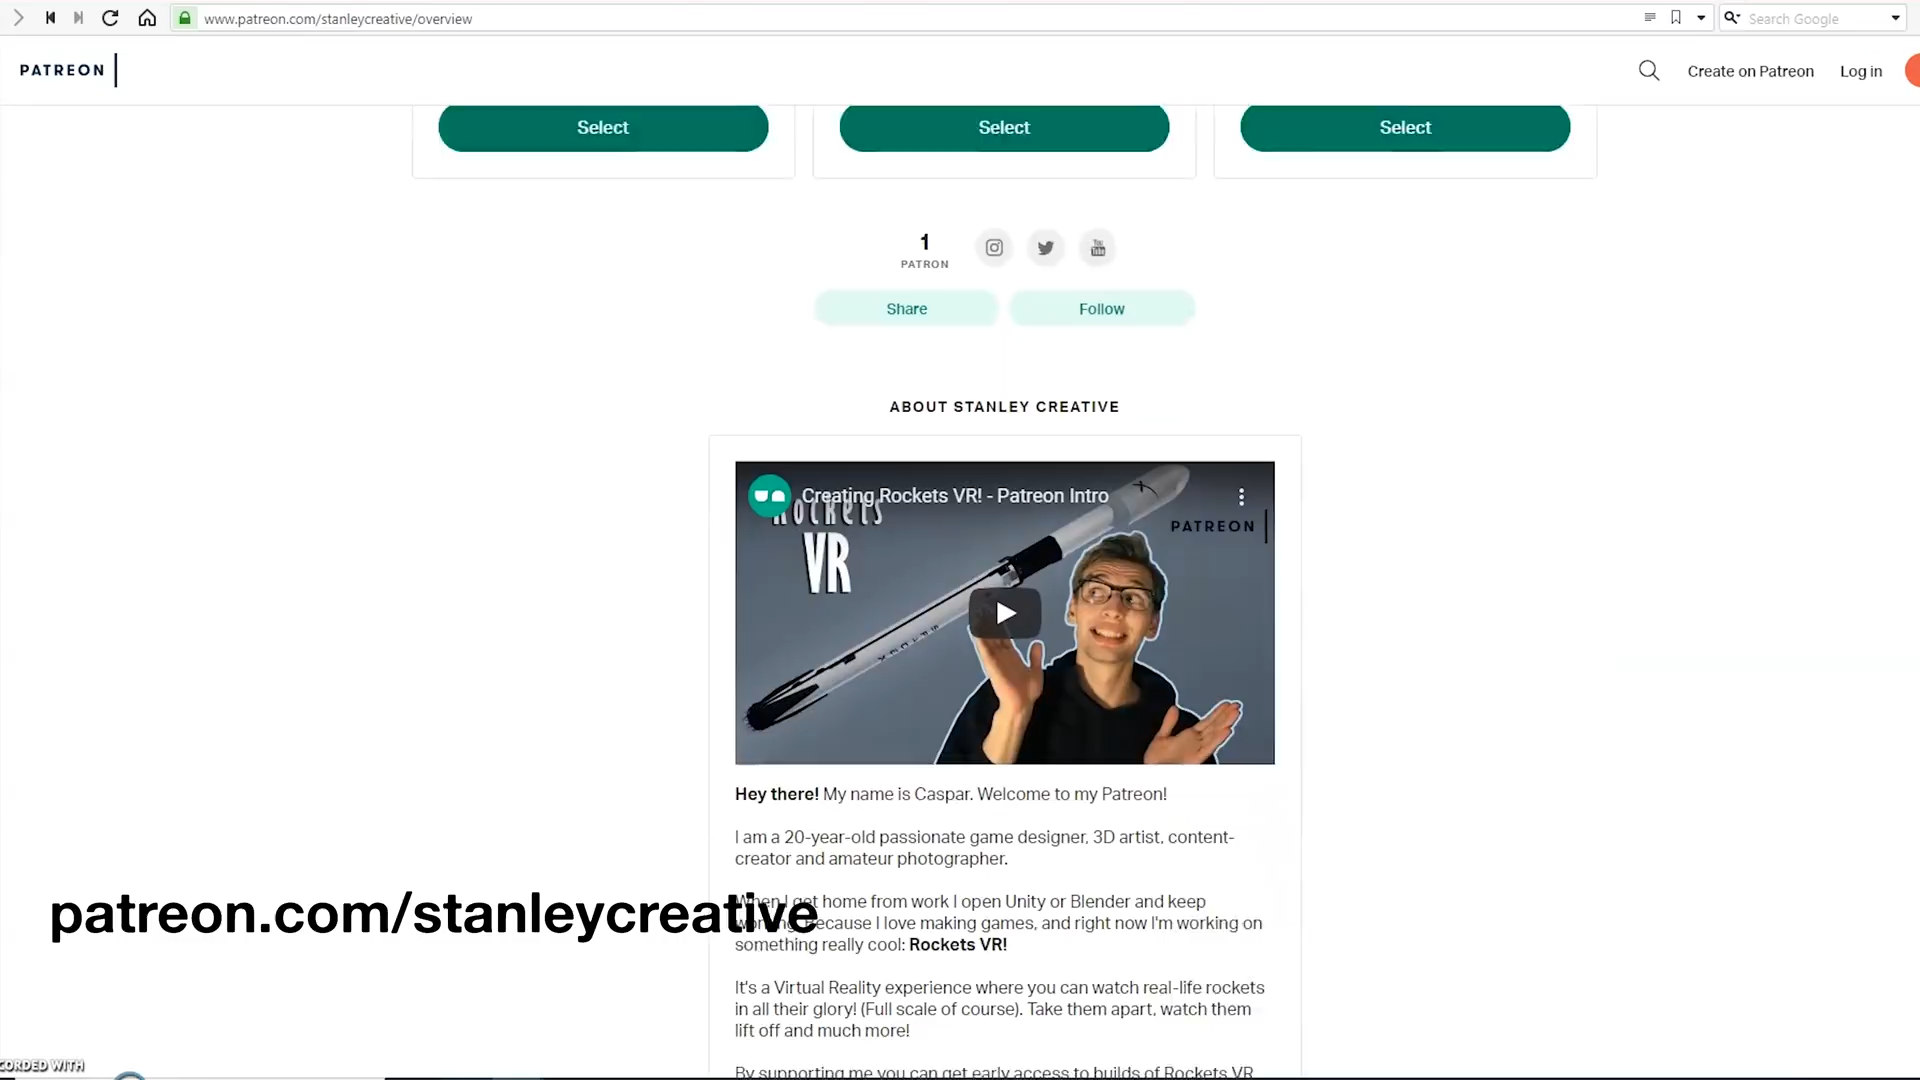 www.patreon.com/stanleycreative/overview
Search Google
PATREON
Create on Patreon
Log in
Select
Select
Select
1
PATRON
Share
Follow
ABOUT STANLEY CREATIVE
Creating Rockets VR! - Patreon Intro
Rockets
VR
PATREON
Hey there! My name is Caspar. Welcome to my Patreon!
I am a 20-year-old passionate game designer, 3D artist, content-
creator and amateur photographer.
When I get home from work I open Unity or Blender and keep
working. Because I love making games, and right now I'm working on
something really cool: Rockets VR!
patreon.com/stanleycreative
It's a Virtual Reality experience where you can watch real-life rockets
in all their glory! (Full scale of course). Take them apart, watch them
lift off and much more!
By supporting me you can get early access to builds of Rockets VR
CORDED WITH